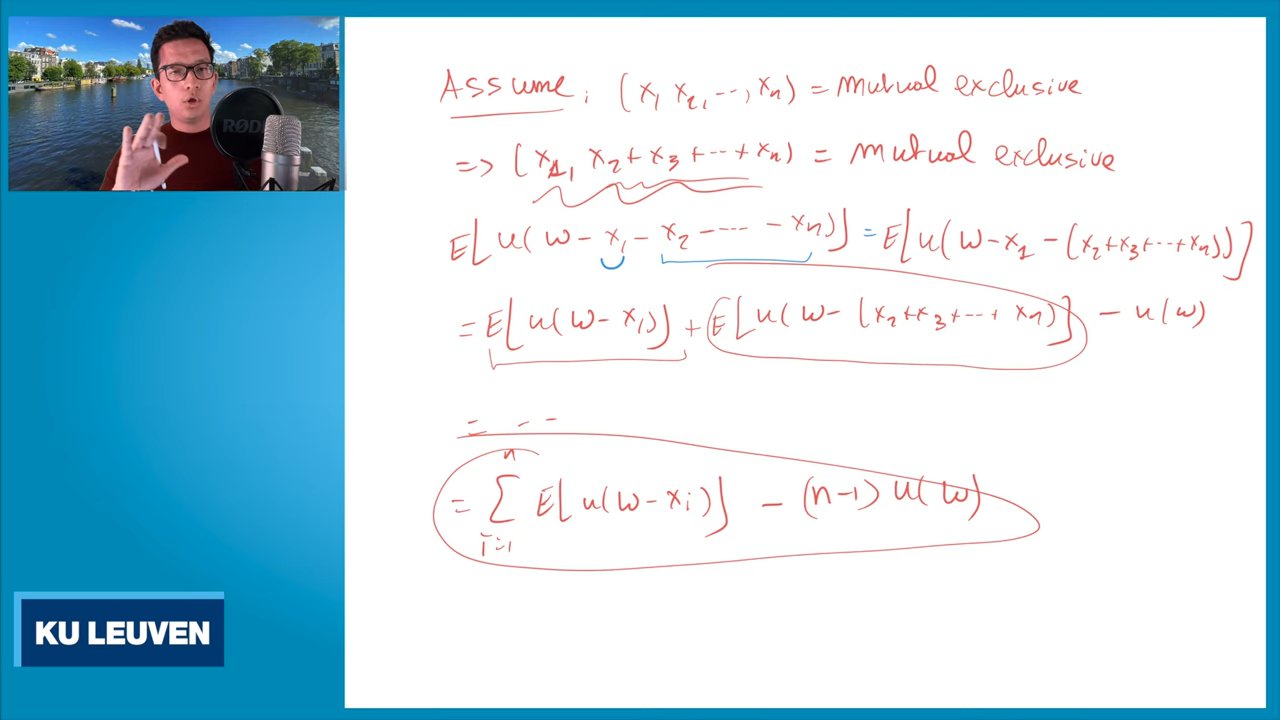 Assume, (x₁ x₂, ..., xₙ) = mutual exclusive
=> (x₁, x₂ + x₃ + ... + xₙ) = mutual exclusive
E[u(w - x₁ - x₂ - ... - xₙ)] = E[u(w - x₁ - (x₂ + x₃ + ... + xₙ))]
= E[u(w - x₁)] + E[u(w - (x₂ + x₃ + ... + xₙ)] - u(w)
= - -
= ∑ⁿᵢ₌₁ E[u(w - xᵢ)] - (n-1) u(w)
RØDE
KU LEUVEN